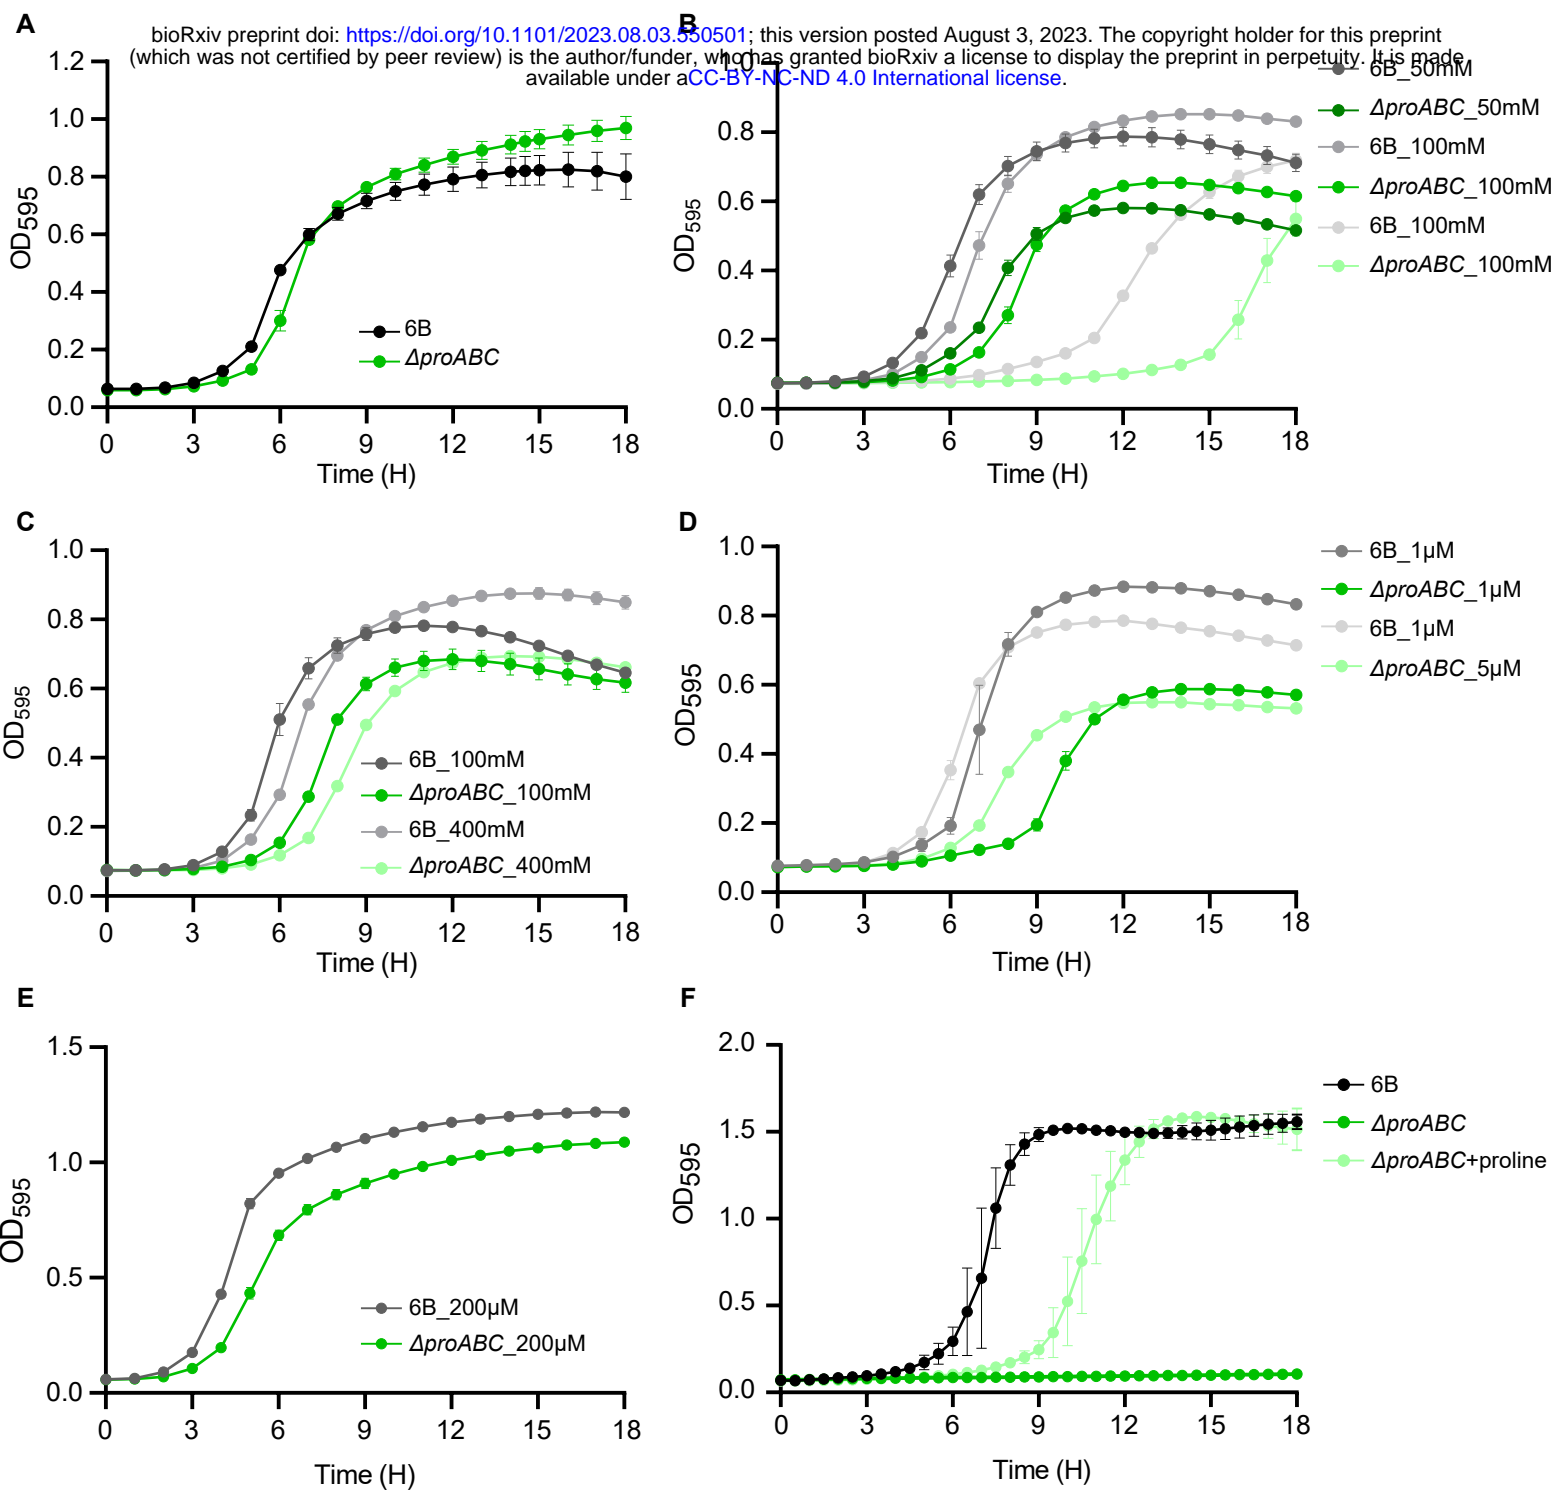 A
B
bioRxiv preprint doi: https://doi.org/10.1101/2023.08.03.550501; this version posted August 3, 2023. The copyright holder for this preprint
(which was not certified by peer review) is the author/funder, who has granted bioRxiv a license to display the preprint in perpetuity. It is made
available under aCC-BY-NC-ND 4.0 International license.
1.2
1.0
0.8
0.6
0.4
0.2
0.0
OD595
0 3 6 9 12 15 18
Time (H)
6B
ΔproABC
1.0
0.8
0.6
0.4
0.2
0.0
OD595
0 3 6 9 12 15 18
Time (H)
6B_50mM
ΔproABC_50mM
6B_100mM
ΔproABC_100mM
6B_100mM
ΔproABC_100mM
C
1.0
0.8
0.6
0.4
0.2
0.0
OD595
0 3 6 9 12 15 18
Time (H)
6B_100mM
ΔproABC_100mM
6B_400mM
ΔproABC_400mM
D
1.0
0.8
0.6
0.4
0.2
0.0
OD595
0 3 6 9 12 15 18
Time (H)
6B_1µM
ΔproABC_1µM
6B_1µM
ΔproABC_5µM
E
1.5
1.0
0.5
0.0
OD595
0 3 6 9 12 15 18
Time (H)
6B_200µM
ΔproABC_200µM
F
2.0
1.5
1.0
0.5
0.0
OD595
0 3 6 9 12 15 18
Time (H)
6B
ΔproABC
ΔproABC+proline